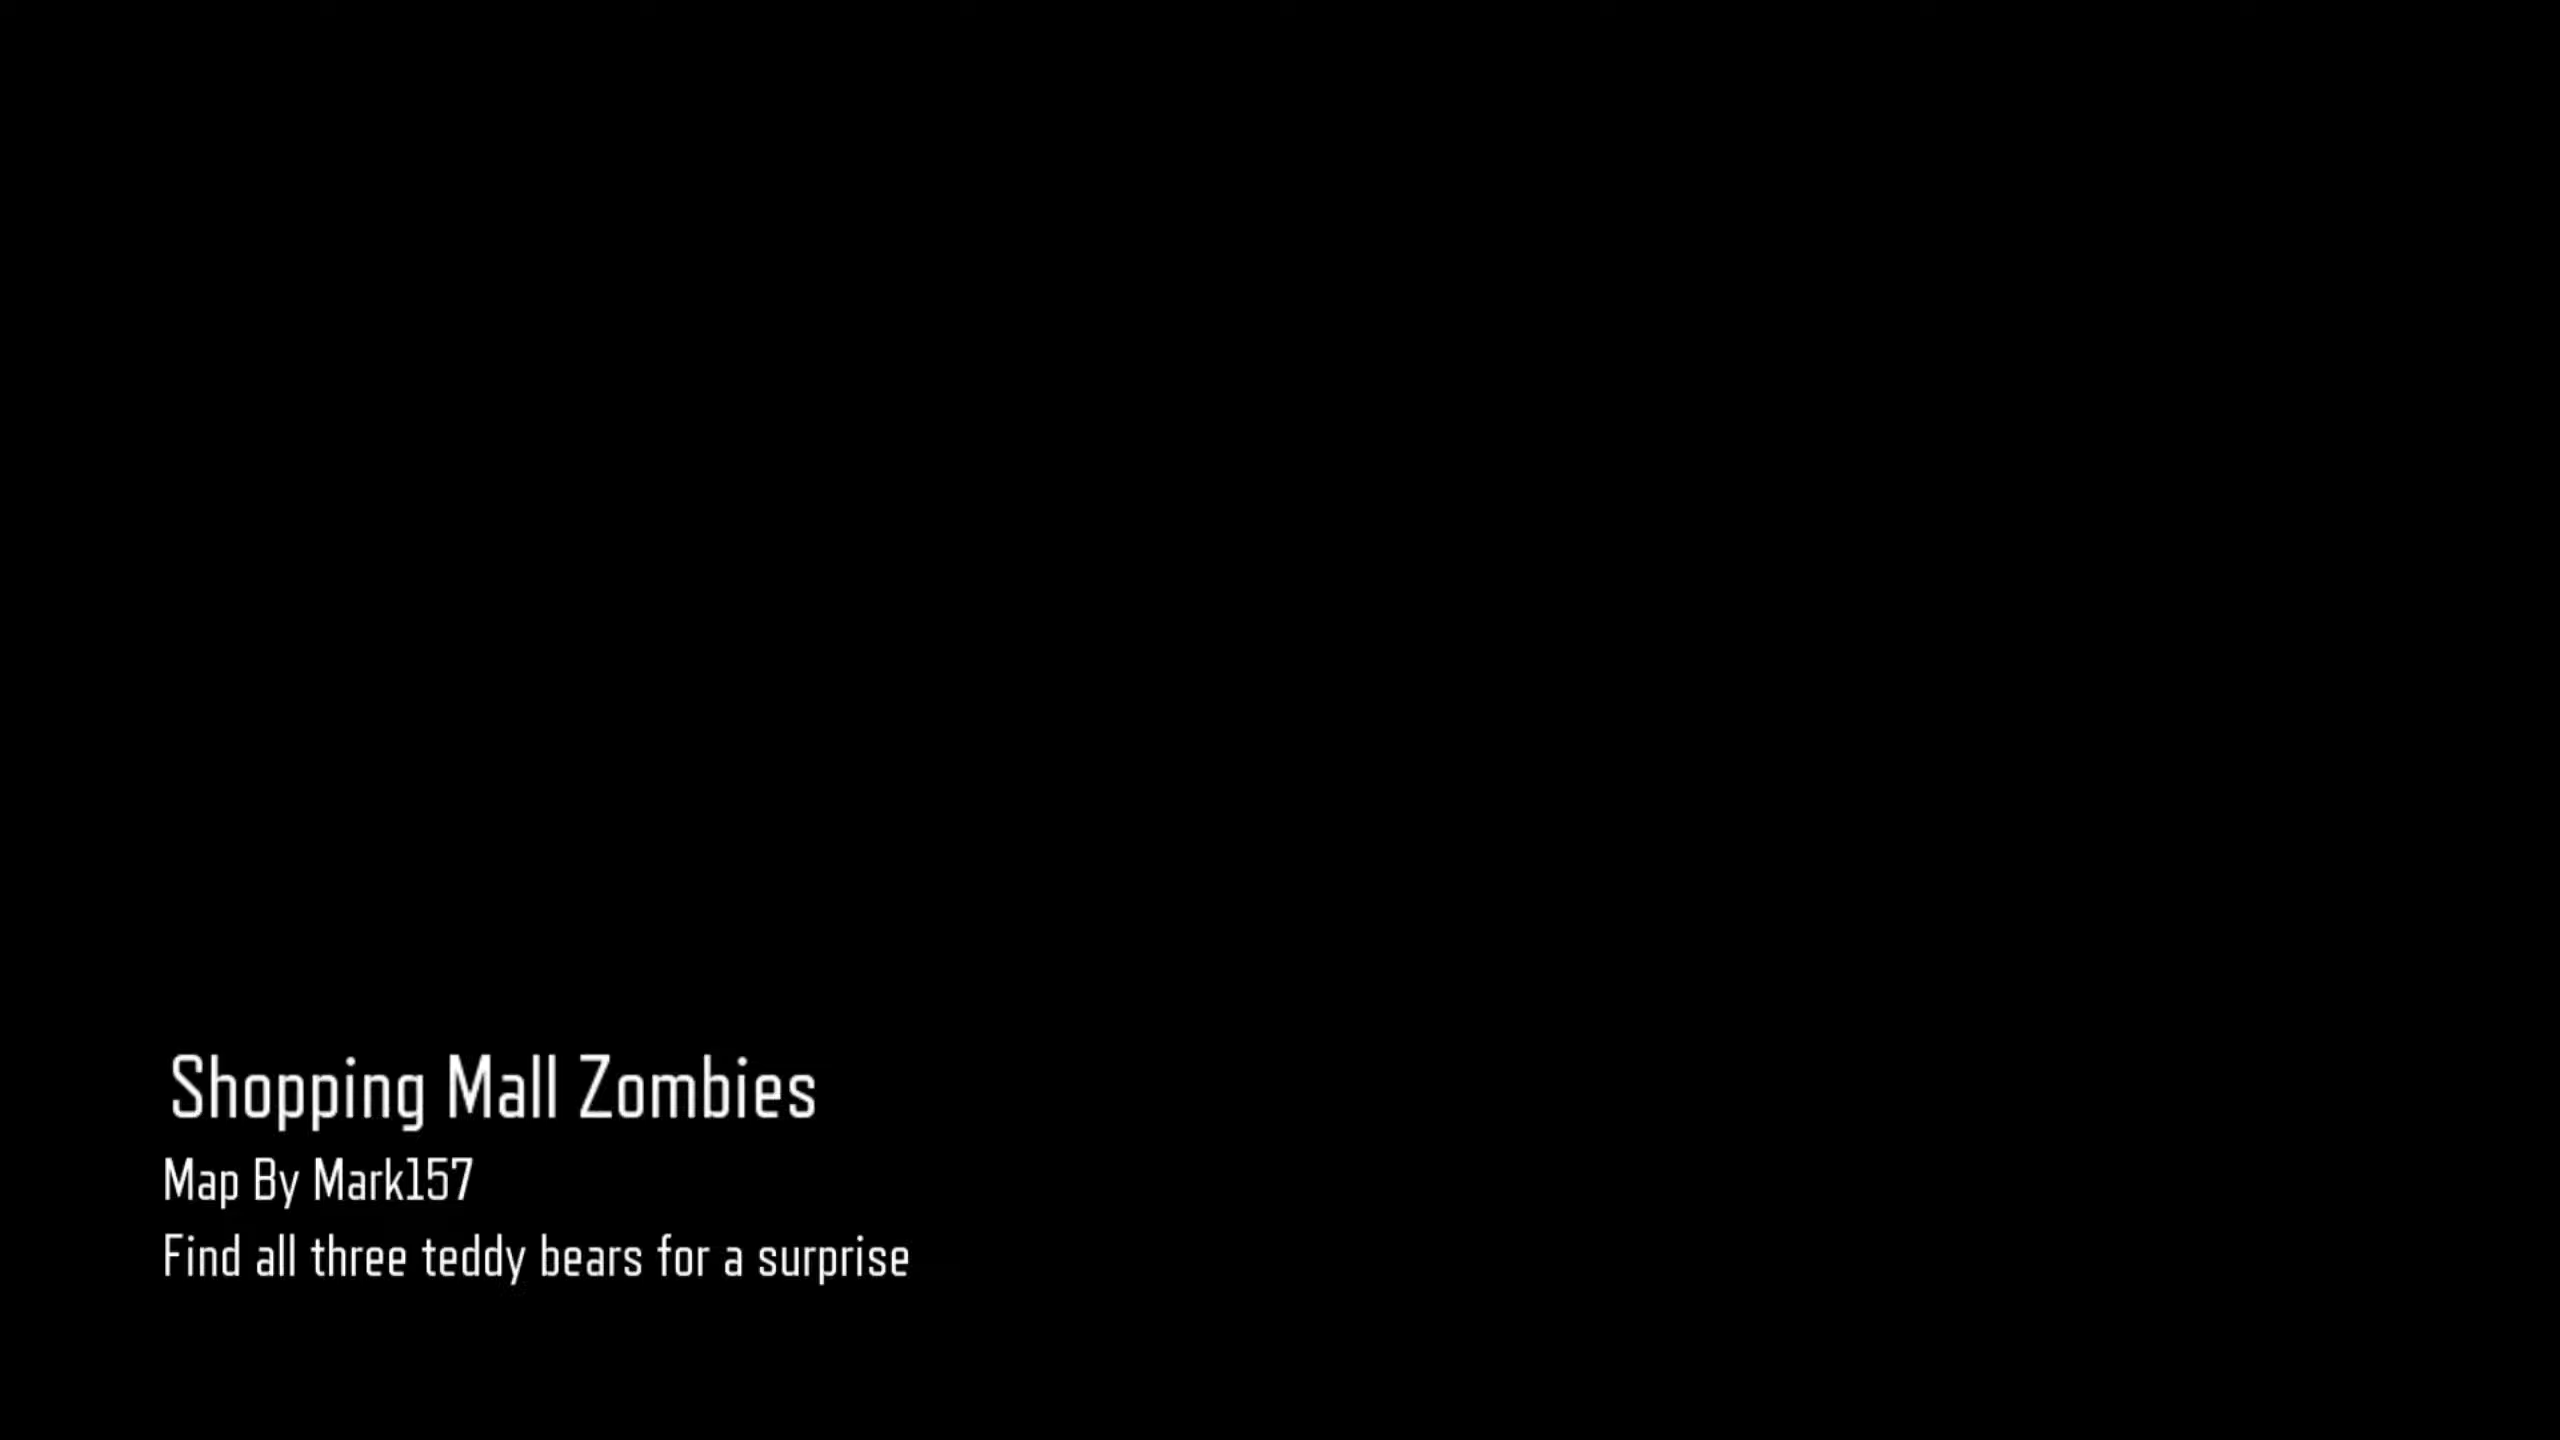 Shopping Mall Zombies
Map By Mark157
Find all three teddy bears for a surprise